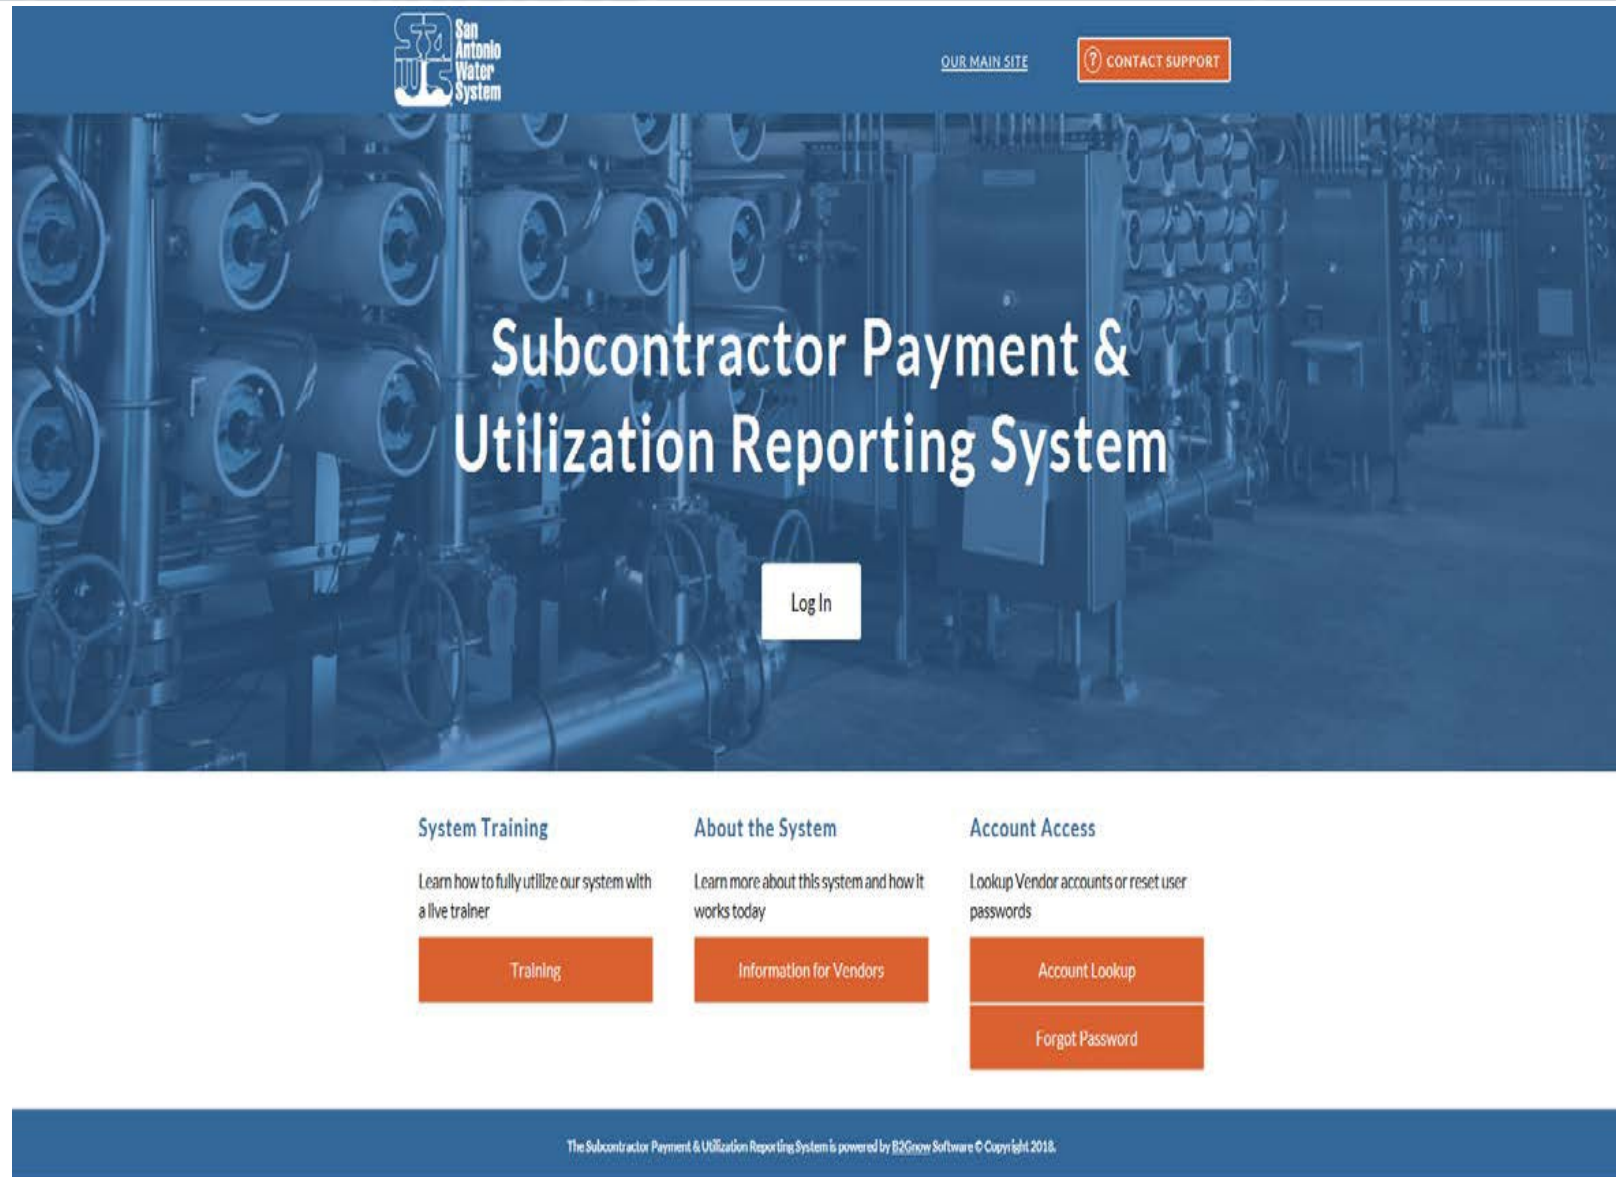 San
Antonio
Water
System
OUR MAIN SITE
? CONTACT SUPPORT
Subcontractor Payment &
Utilization Reporting System
Log In
System Training
Learn how to fully utilize our system with
a live trainer
Training
About the System
Learn more about this system and how it
works today
Information for Vendors
Account Access
Lookup Vendor accounts or reset user
passwords
Account Lookup
Forgot Password
The Subcontractor Payment & Utilization Reporting System is powered by B2Gnow Software © Copyright 2018.